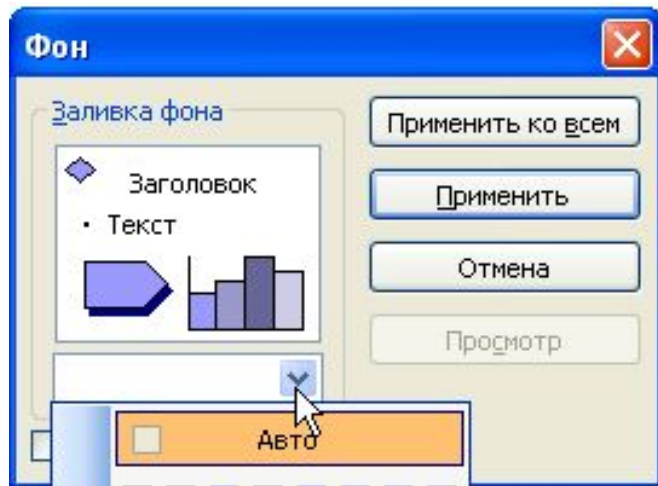 Фон
Заливка фона
Заголовок
· Текст
Применить ко всем
Применить
Отмена
Просмотр
Авто